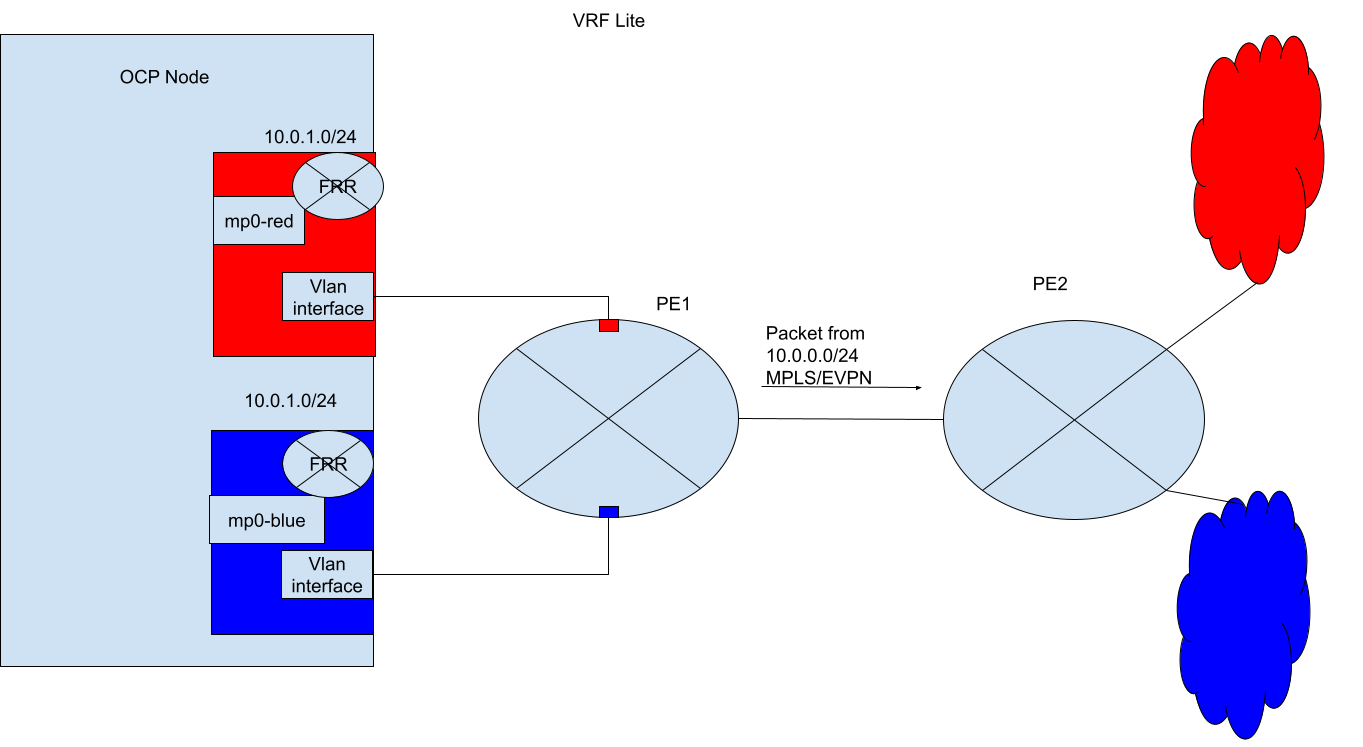 VRF Lite
OCP Node
10.0.1.0/24
FRR
mp0-red
Vlan
interface
PE1
PE2
Packet from
10.0.0.0/24
MPLS/EVPN
10.0.1.0/24
FRR
mp0-blue
Vlan
interface